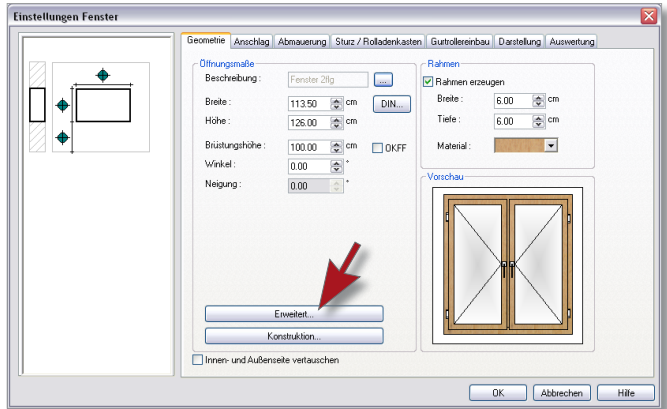 Einstellungen Fenster
Geometrie Anschlag Abmauerung Sturz / Rolladenkasten Gurtrollereinbau Darstellung Auswertung
Öffnungsmaße
Beschreibung : Fenster 2flg ...
Breite : 113.50 cm DIN...
Höhe : 126.00 cm
Brüstungshöhe : 100.00 cm OKFF
Winkel : 0.00 °
Neigung : 0.00 °
Erweitert...
Konstruktion...
Innen- und Außenseite vertauschen
Rahmen
Rahmen erzeugen
Breite : 6.00 cm
Tiefe : 6.00 cm
Material :
Vorschau
OK Abbrechen Hilfe